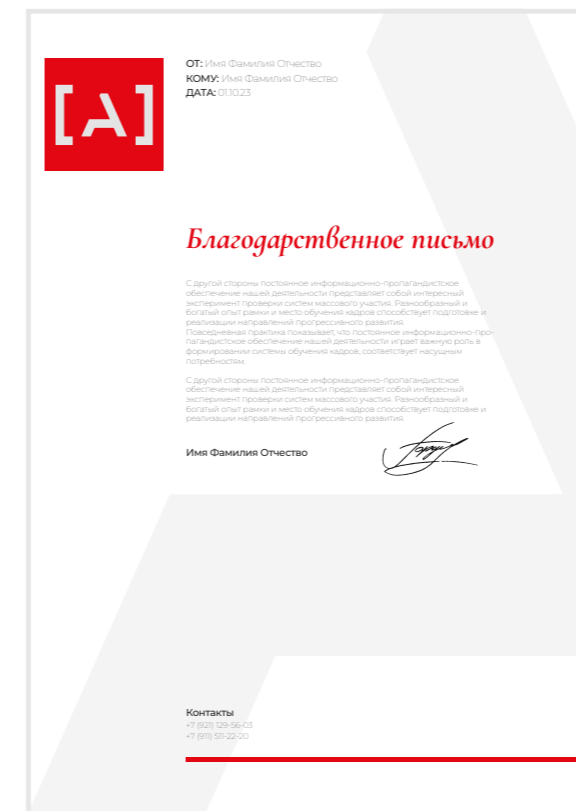 [A]
ОТ: Имя Фамилия Отчество
КОМУ: Имя Фамилия Отчество
ДАТА: 01.10.23
Благодарственное письмо
С другой стороны постоянное информационно-пропагандистское
обеспечение нашей деятельности представляет собой интересный
эксперимент проверки систем массового участия. Разнообразный и
богатый опыт рамки и место обучения кадров способствует подготовке и
реализации направлений прогрессивного развития.
Повседневная практика показывает, что постоянное информационно-про-
пагандистское обеспечение нашей деятельности играет важную роль в
формировании системы обучения кадров, соответствует насущным
потребностям.
С другой стороны постоянное информационно-пропагандистское
обеспечение нашей деятельности представляет собой интересный
эксперимент проверки систем массового участия. Разнообразный и
богатый опыт рамки и место обучения кадров способствует подготовке и
реализации направлений прогрессивного развития.
Имя Фамилия Отчество
Контакты
+7 (921) 129-56-03
+7 (911) 511-22-20